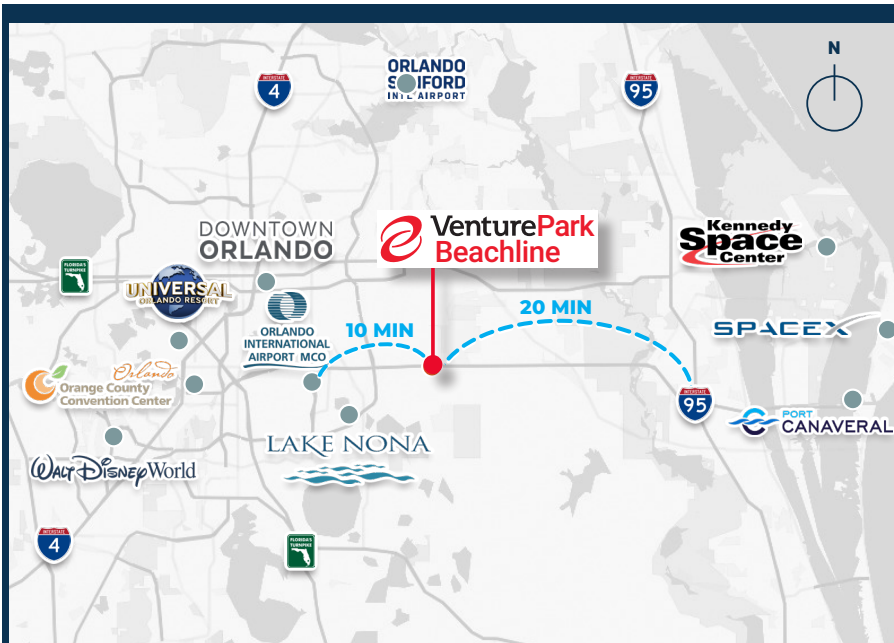 N
ORLANDO
S   IFORD
INTL AIRPORT
INTERSTATE
4
INTERSTATE
95
VenturePark
Beachline
DOWNTOWN
ORLANDO
Kennedy
Space
Center
FLORIDA'S
TURNPIKE
UNIVERSAL
ORLANDO RESORT
ORLANDO
INTERNATIONAL
AIRPORT MCO
10 MIN
20 MIN
SPACEX
Orlando
Orange County
Convention Center
INTERSTATE
95
PORT
CANAVERAL
LAKE NONA
WALT DISNEY World
INTERSTATE
4
FLORIDA'S
TURNPIKE